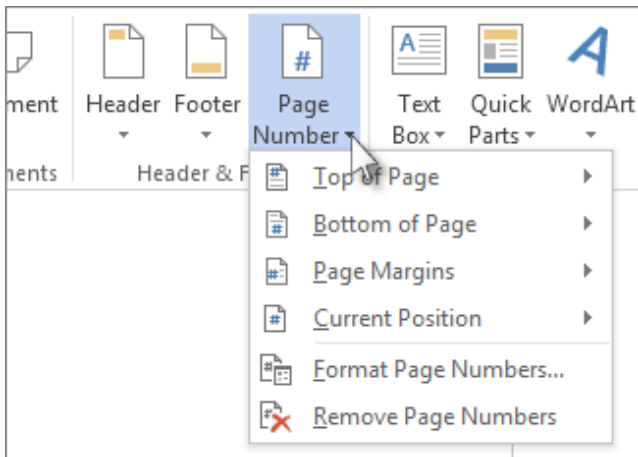 ment Header Footer Page Text Quick WordArt
Number Box Parts
Header & F
Top of Page
Bottom of Page
Page Margins
Current Position
Format Page Numbers...
Remove Page Numbers